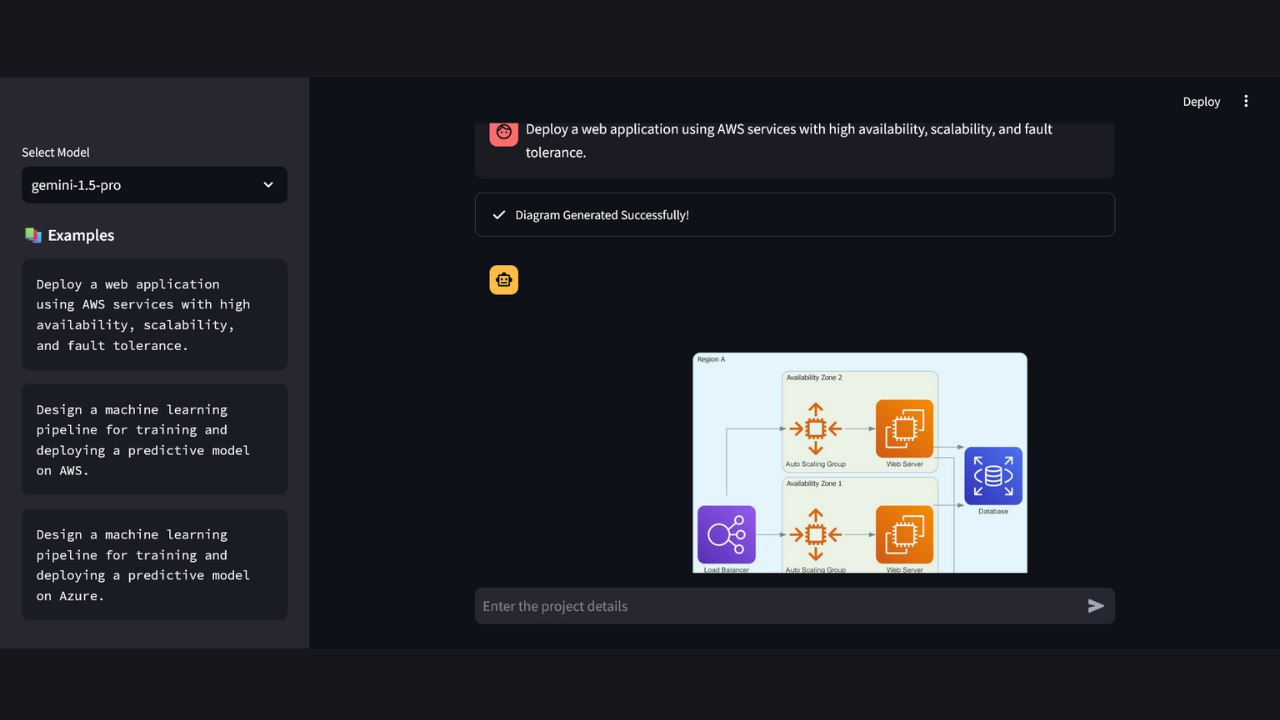 Deploy
Select Model
gemini-1.5-pro
Examples
Deploy a web application
using AWS services with high
availability, scalability,
and fault tolerance.
Design a machine learning
pipeline for training and
deploying a predictive model
on AWS.
Design a machine learning
pipeline for training and
deploying a predictive model
on Azure.
Deploy a web application using AWS services with high availability, scalability, and fault
tolerance.
Diagram Generated Successfully!
Region A
Availability Zone 2
Auto Scaling Group
Web Server
Availability Zone 1
Database
Load Balancer
Auto Scaling Group
Web Server
Enter the project details